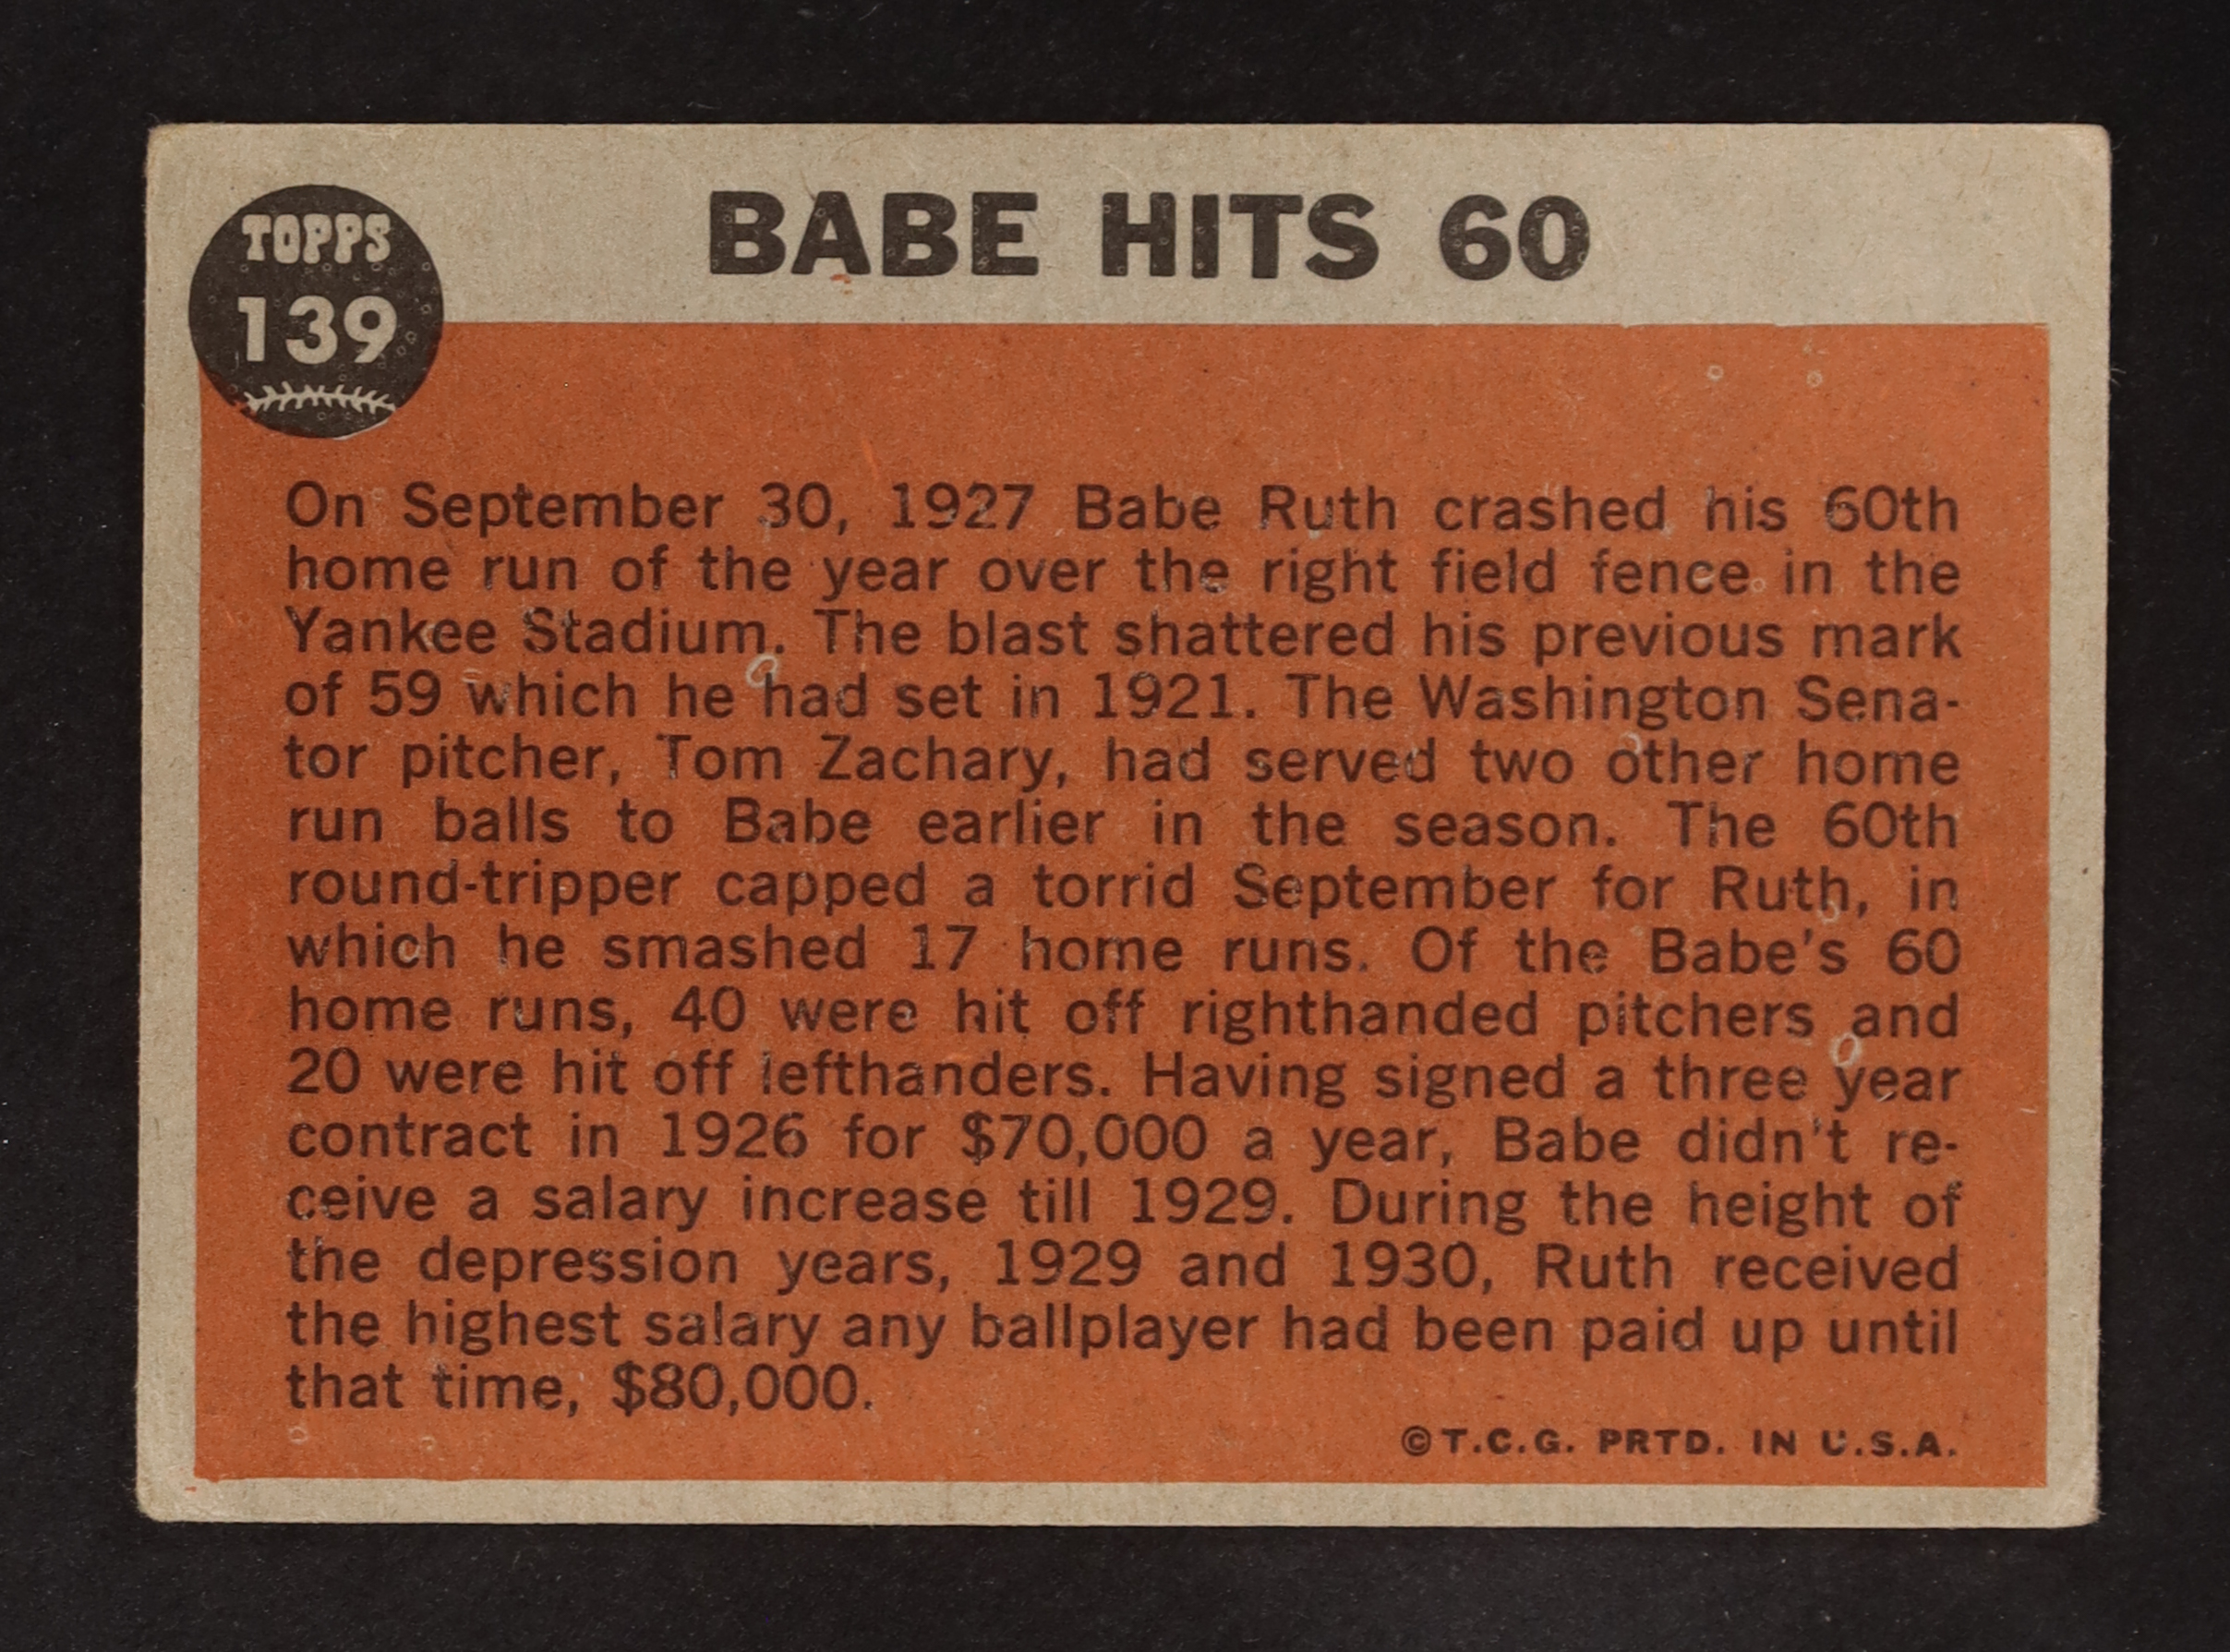 BABE HITS 60
TOPPS
139
On September 30, 1927 Babe Ruth crashed his 60th
home run of the year over the right field fence in the
Yankee Stadium. The blast shattered his previous mark
of 59 which he had set in 1921. The Washington Sena-
tor pitcher, Tom Zachary, had served two other home
run balls to Babe earlier in the season. The 60th
round-tripper capped a torrid September for Ruth, in
which he smashed 17 home runs. Of the Babe's 60
home runs, 40 were hit off righthanded pitchers and
20 were hit off lefthanders. Having signed a three year
contract in 1926 for $70,000 a year, Babe didn't re-
ceive a salary increase till 1929. During the height of
the depression years, 1929 and 1930, Ruth received
the highest salary any ballplayer had been paid up until
that time, $80,000.
©T.C.G. PRTD. IN U.S.A.